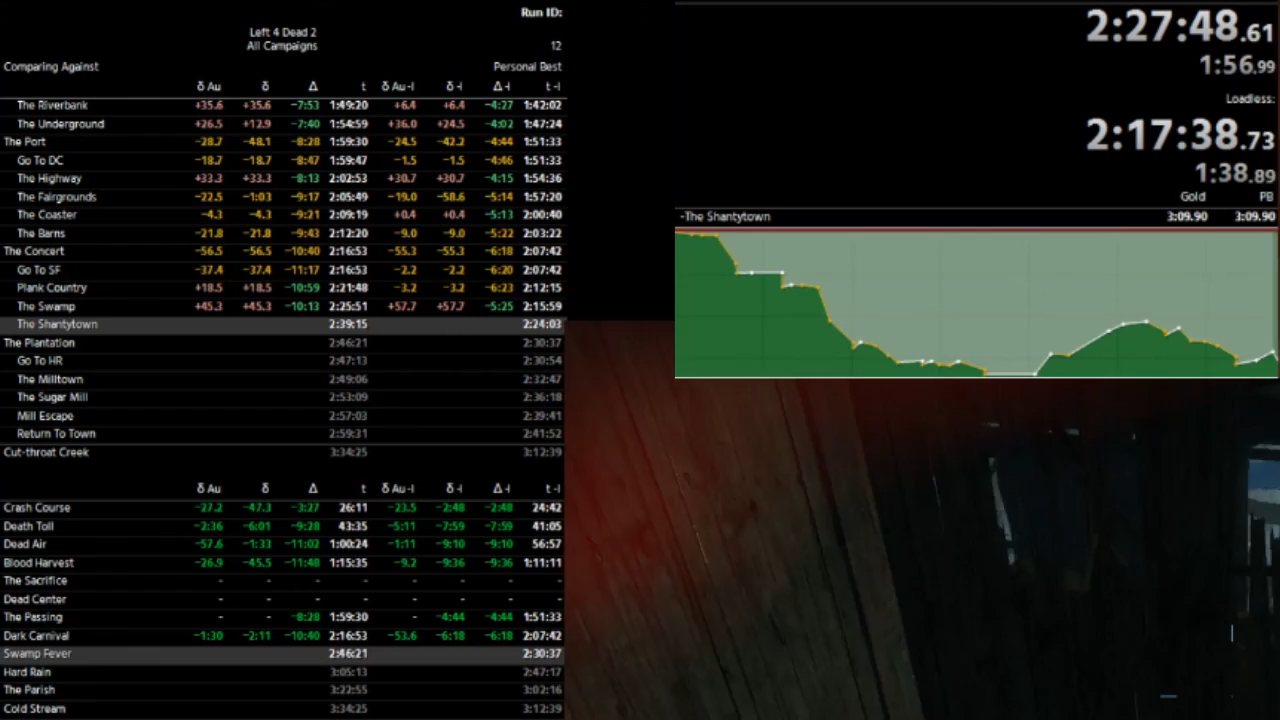 Run ID:
Left 4 Dead 2
All Campaigns 12
Comparing Against Personal Best
δ Au δ Δ t δ Au -l δ -l Δ -l t -l
The Riverbank +35.6 +35.6 −7:53 1:49:20 +6.4 +6.4 −4:27 1:42:02
The Underground +26.5 +12.9 −7:40 1:54:59 +36.0 +24.5 −4:02 1:47:24
The Port −28.7 −48.1 −8:28 1:59:30 −24.5 −42.2 −4:44 1:51:33
Go To DC −18.7 −18.7 −8:47 1:59:47 −1.5 −1.5 −4:46 1:51:33
The Highway +33.3 +33.3 −8:13 2:02:53 +30.7 +30.7 −4:15 1:54:36
The Fairgrounds −22.5 −1:03 −9:17 2:05:49 −19.0 −58.6 −5:14 1:57:20
The Coaster −4.3 −4.3 −9:21 2:09:19 +0.4 +0.4 −5:13 2:00:40
The Barns −21.8 −21.8 −9:43 2:12:20 −9.0 −9.0 −5:22 2:03:22
The Concert −56.5 −56.5 −10:40 2:16:53 −55.3 −55.3 −6:18 2:07:42
Go To SF −37.4 −37.4 −11:17 2:16:53 −2.2 −2.2 −6:20 2:07:42
Plank Country +18.5 +18.5 −10:59 2:21:48 −3.2 −3.2 −6:23 2:12:15
The Swamp +45.3 +45.3 −10:13 2:25:51 +57.7 +57.7 −5:25 2:15:59
The Shantytown 2:39:15 2:24:03
The Plantation 2:46:21 2:30:37
Go To HR 2:47:13 2:30:54
The Milltown 2:49:06 2:32:47
The Sugar Mill 2:53:09 2:36:18
Mill Escape 2:57:03 2:39:41
Return To Town 2:59:31 2:41:52
Cut-throat Creek 3:34:25 3:12:39
δ Au δ Δ t δ Au -l δ -l Δ -l t -l
Crash Course −27.2 −47.3 −3:27 26:11 −23.5 −2:48 −2:48 24:42
Death Toll −2:36 −6:01 −9:28 43:35 −5:11 −7:59 −7:59 41:05
Dead Air −57.6 −1:33 −11:02 1:00:24 −1:11 −9:10 −9:10 56:57
Blood Harvest −26.9 −45.5 −11:48 1:15:35 −9.2 −9:36 −9:36 1:11:11
The Sacrifice - - - - - - - -
Dead Center - - - - - - - -
The Passing - - −8:28 1:59:30 - −4:44 −4:44 1:51:33
Dark Carnival −1:30 −2:11 −10:40 2:16:53 −53.6 −6:18 −6:18 2:07:42
Swamp Fever 2:46:21 2:30:37
Hard Rain 3:05:13 2:47:17
The Parish 3:22:55 3:02:16
Cold Stream 3:34:25 3:12:39
2:27:48.61
1:56.99
Loadless:
2:17:38.73
1:38.89
Gold PB
-The Shantytown 3:09.90 3:09.90